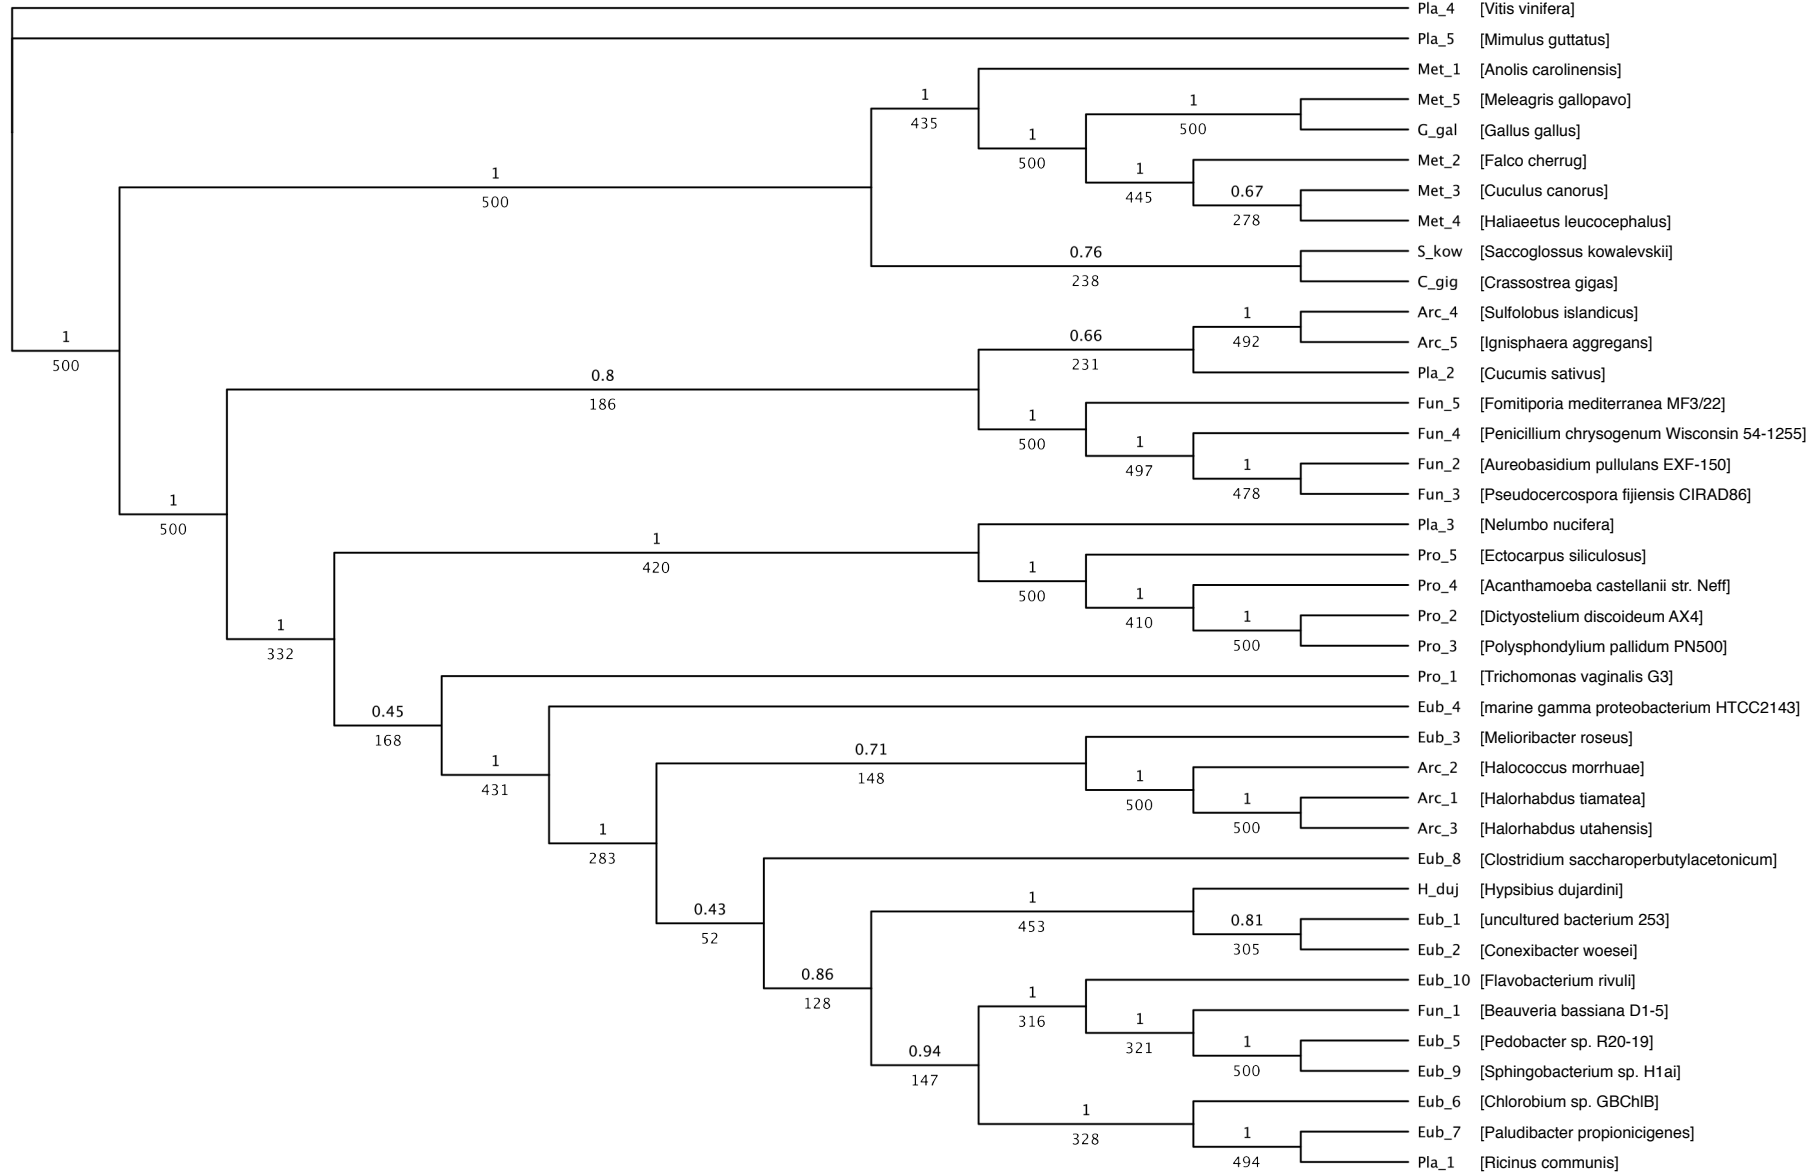 Pla_4 [Vitis vinifera]
Pla_5 [Mimulus guttatus]
Met_1 [Anolis carolinensis]
1
435
Met_5 [Meleagris gallopavo]
1
500
G_gal [Gallus gallus]
1
500
Met_2 [Falco cherrug]
1
445
Met_3 [Cuculus canorus]
0.67
278
Met_4 [Haliaeetus leucocephalus]
1
500
S_kow [Saccoglossus kowalevskii]
0.76
238
C_gig [Crassostrea gigas]
Arc_4 [Sulfolobus islandicus]
1
492
Arc_5 [Ignisphaera aggregans]
0.66
231
1
500
Pla_2 [Cucumis sativus]
0.8
186
Fun_5 [Fomitiporia mediterranea MF3/22]
1
500
Fun_4 [Penicillium chrysogenum Wisconsin 54-1255]
1
497
Fun_2 [Aureobasidium pullulans EXF-150]
1
478
Fun_3 [Pseudocercospora fijiensis CIRAD86]
1
500
Pla_3 [Nelumbo nucifera]
1
420
Pro_5 [Ectocarpus siliculosus]
1
500
Pro_4 [Acanthamoeba castellanii str. Neff]
1
410
Pro_2 [Dictyostelium discoideum AX4]
1
500
Pro_3 [Polysphondylium pallidum PN500]
1
332
Pro_1 [Trichomonas vaginalis G3]
0.45
168
Eub_4 [marine gamma proteobacterium HTCC2143]
Eub_3 [Melioribacter roseus]
0.71
148
1
431
Arc_2 [Halococcus morrhuae]
1
500
Arc_1 [Halorhabdus tiamatea]
1
500
Arc_3 [Halorhabdus utahensis]
1
283
Eub_8 [Clostridium saccharoperbutylacetonicum]
H_duj [Hypsibius dujardini]
1
453
0.43
52
Eub_1 [uncultured bacterium 253]
0.81
305
Eub_2 [Conexibacter woesei]
0.86
128
Eub_10 [Flavobacterium rivuli]
1
316
Fun_1 [Beauveria bassiana D1-5]
1
321
Eub_5 [Pedobacter sp. R20-19]
1
500
0.94
147
Eub_9 [Sphingobacterium sp. H1ai]
Eub_6 [Chlorobium sp. GBChlB]
1
328
Eub_7 [Paludibacter propionicigenes]
1
494
Pla_1 [Ricinus communis]